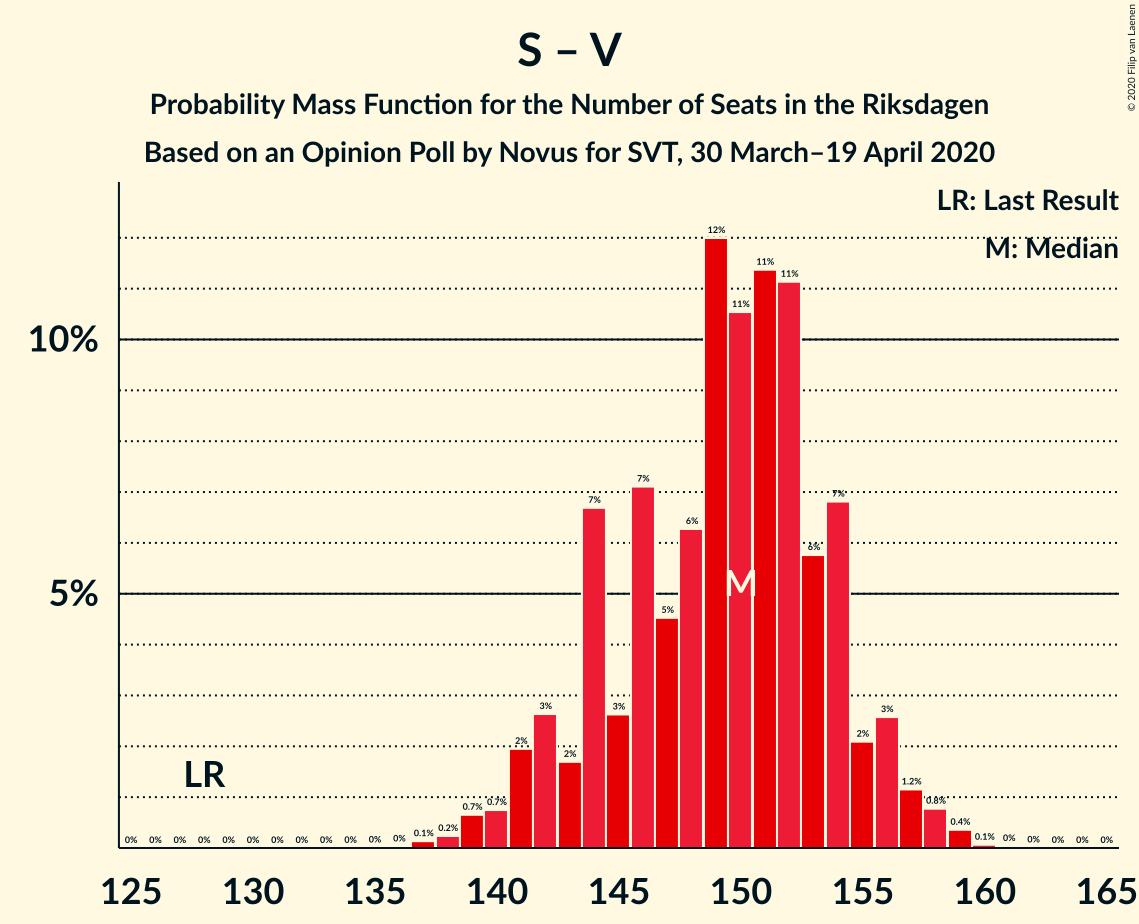 © 2020 Filip van Laenen
S – V
Probability Mass Function for the Number of Seats in the Riksdagen
Based on an Opinion Poll by Novus for SVT, 30 March–19 April 2020
LR: Last Result
M: Median
10%
5%
LR
M
0% 0% 0% 0% 0% 0% 0% 0% 0% 0% 0% 0% 0.1% 0.2% 0.7% 0.7% 2% 3% 2% 7% 3% 7% 5% 6% 12% 11% 11% 11% 6% 7% 2% 3% 1.2% 0.8% 0.4% 0.1% 0% 0% 0% 0% 0%
125 130 135 140 145 150 155 160 165